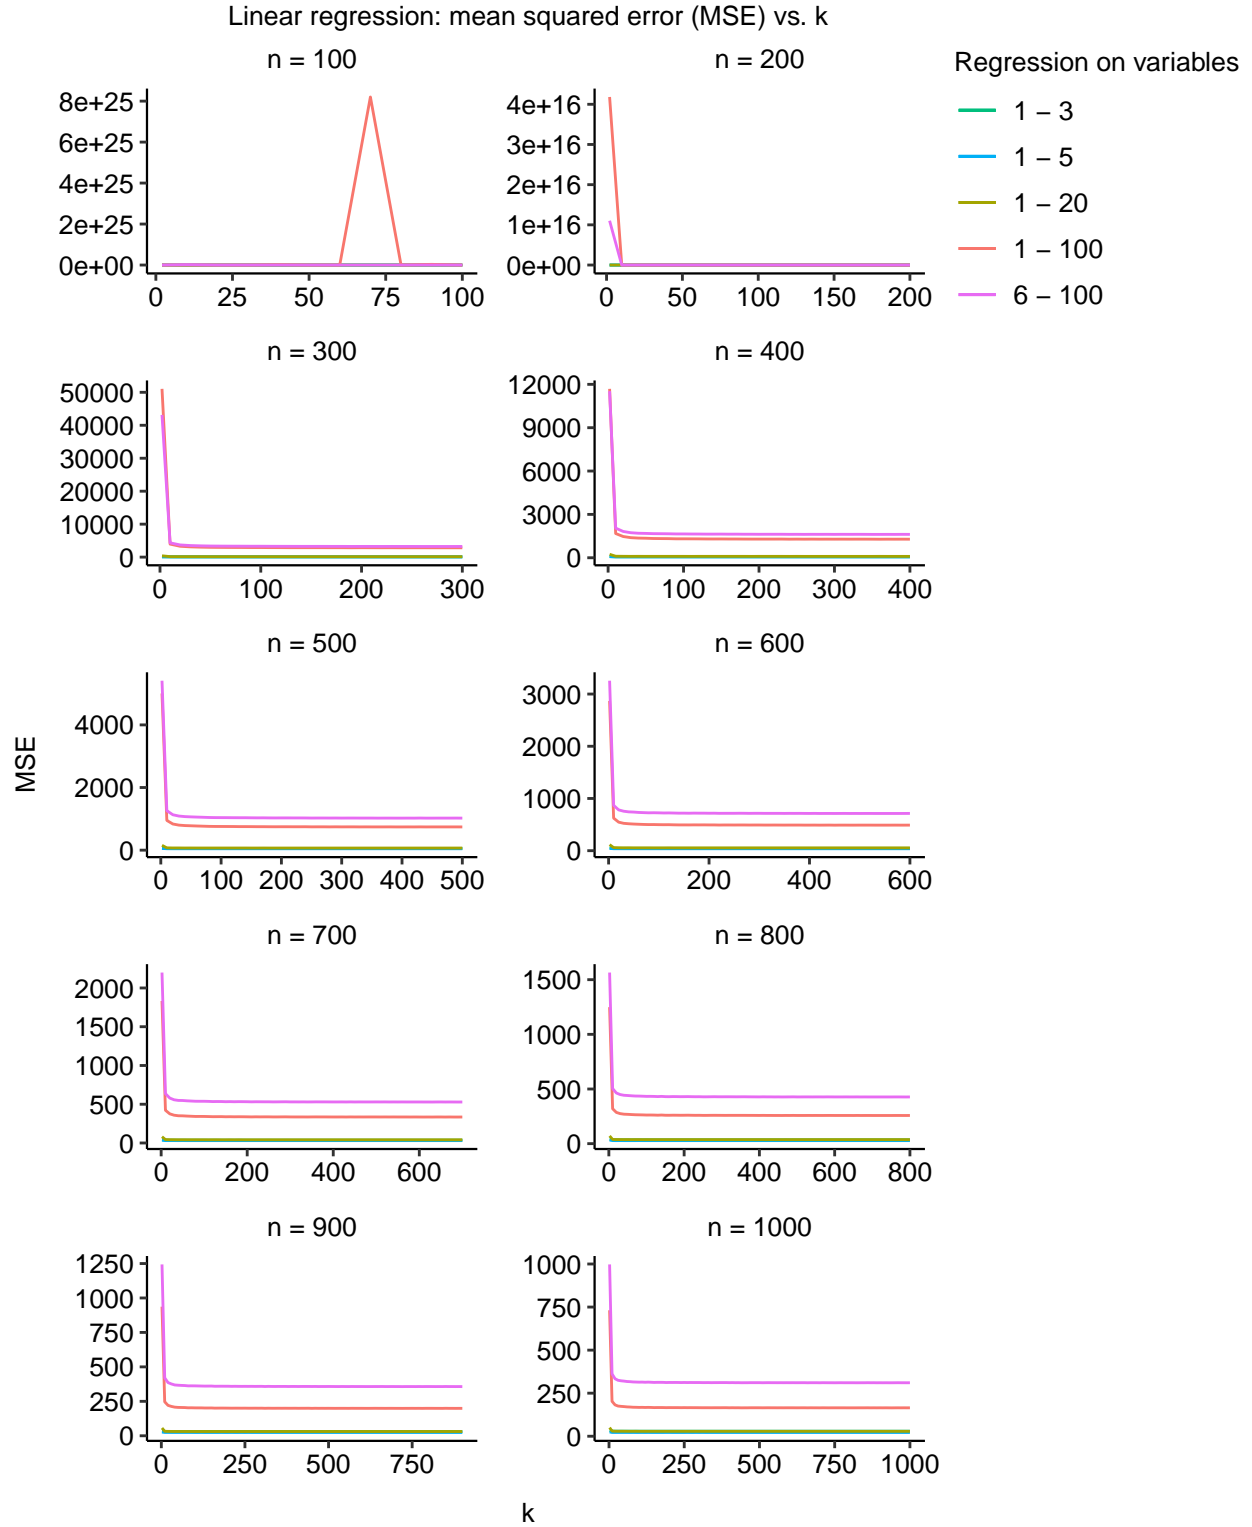 Linear regression: mean squared error (MSE) vs. k
n = 100
8e+25
6e+25
4e+25
2e+25
0e+00
0 25 50 75 100
n = 200
4e+16
3e+16
2e+16
1e+16
0e+00
0 50 100 150 200
Regression on variables
1 – 3
1 – 5
1 – 20
1 – 100
6 – 100
n = 300
50000
40000
30000
20000
10000
0
0 100 200 300
n = 400
12000
9000
6000
3000
0
0 100 200 300 400
n = 500
4000
2000
0
0 100 200 300 400 500
n = 600
3000
2000
1000
0
0 200 400 600
MSE
n = 700
2000
1500
1000
500
0
0 200 400 600
n = 800
1500
1000
500
0
0 200 400 600 800
n = 900
1250
1000
750
500
250
0
0 250 500 750
n = 1000
1000
750
500
250
0
0 250 500 750 1000
k